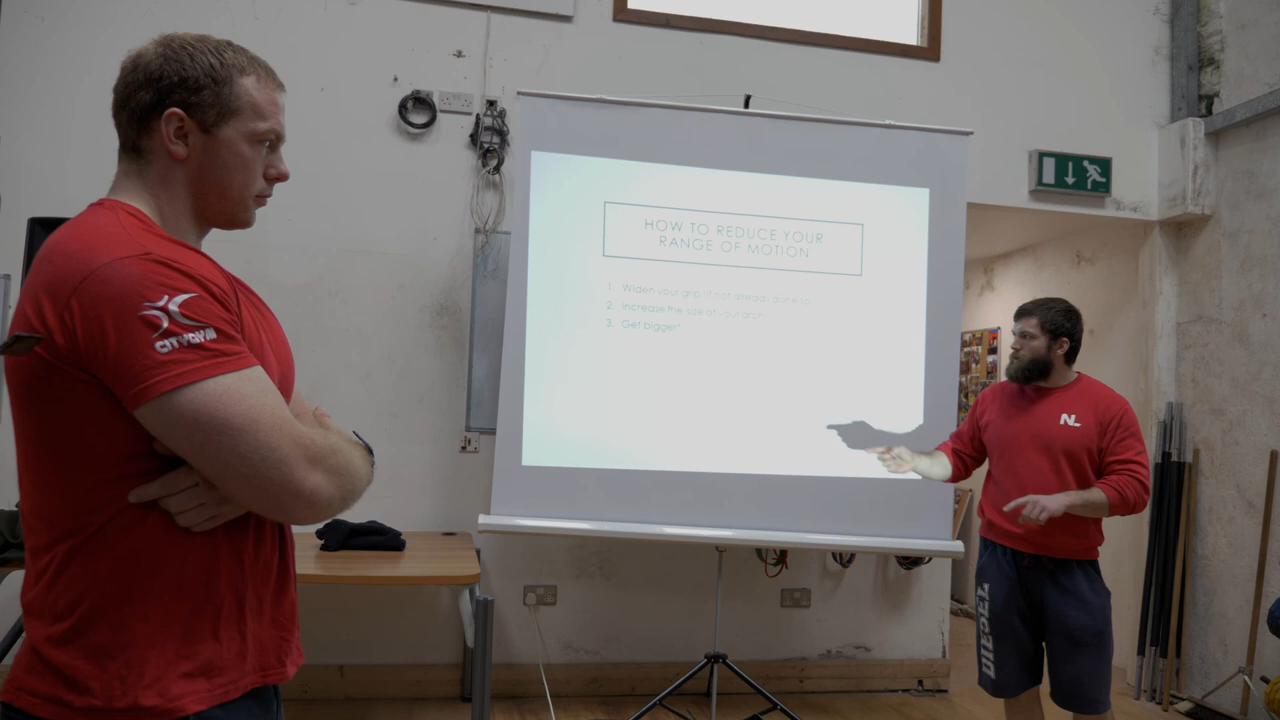 HOW TO REDUCE YOUR
RANGE OF MOTION
1. Widen your grip (if not already done so)
2. Increase the size of your arch
3. Get bigger*
CITYGYM
NL
DIESEL